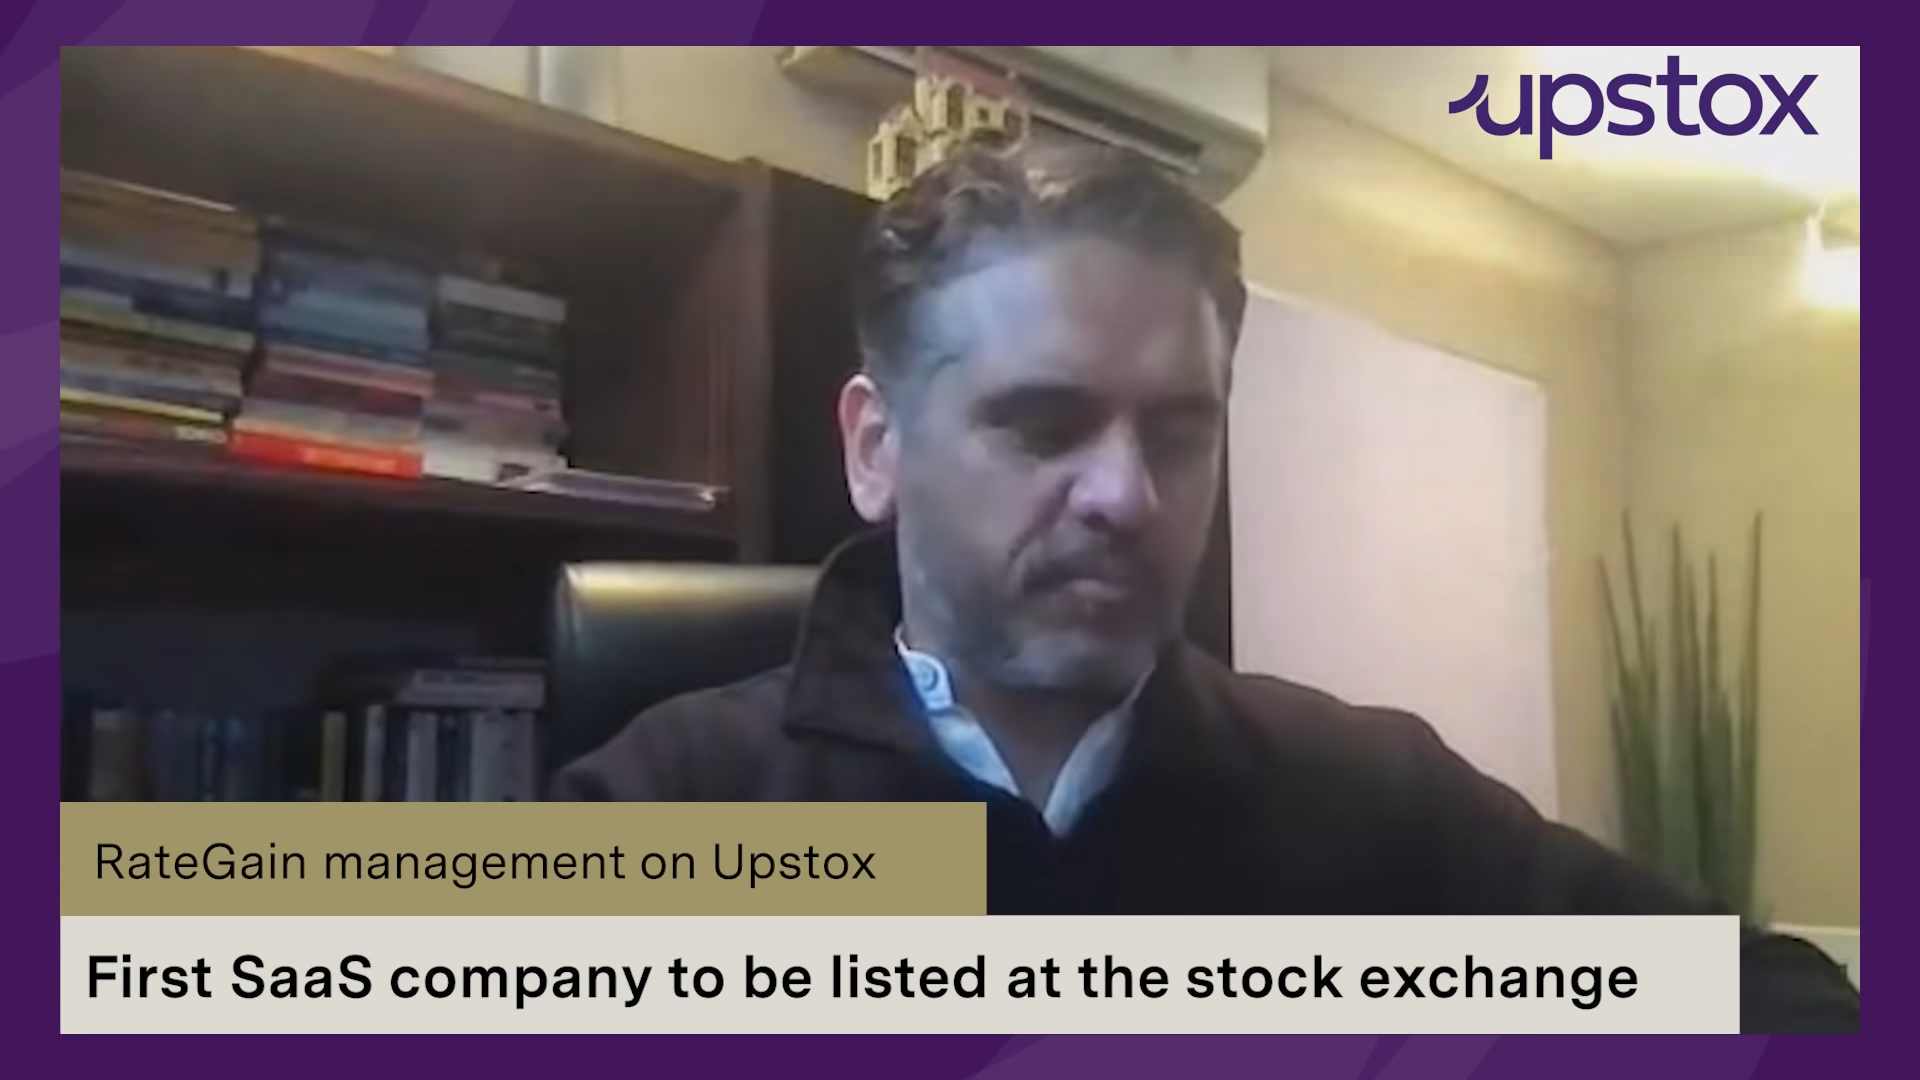 upstox
RateGain management on Upstox
First SaaS company to be listed at the stock exchange